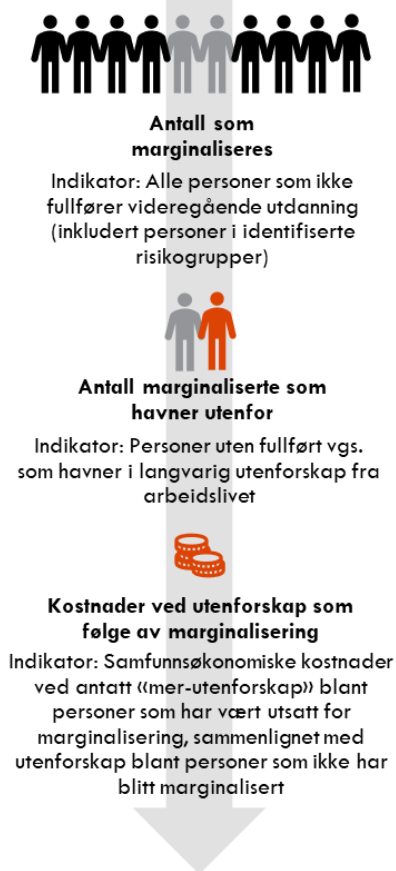 Antall som
marginaliseres
Indikator: Alle personer som ikke
fullfører videregående utdanning
(inkludert personer i identifiserte
risikogrupper)
Antall marginaliserte som
havner utenfor
Indikator: Personer uten fullført vgs.
som havner i langvarig utenforskap fra
arbeidslivet
Kostnader ved utenforskap som
følge av marginalisering
Indikator: Samfunnsøkonomiske kostnader
ved antatt «mer-utenforskap» blant
personer som har vært utsatt for
marginalisering, sammenlignet med
utenforskap blant personer som ikke har
blitt marginalisert